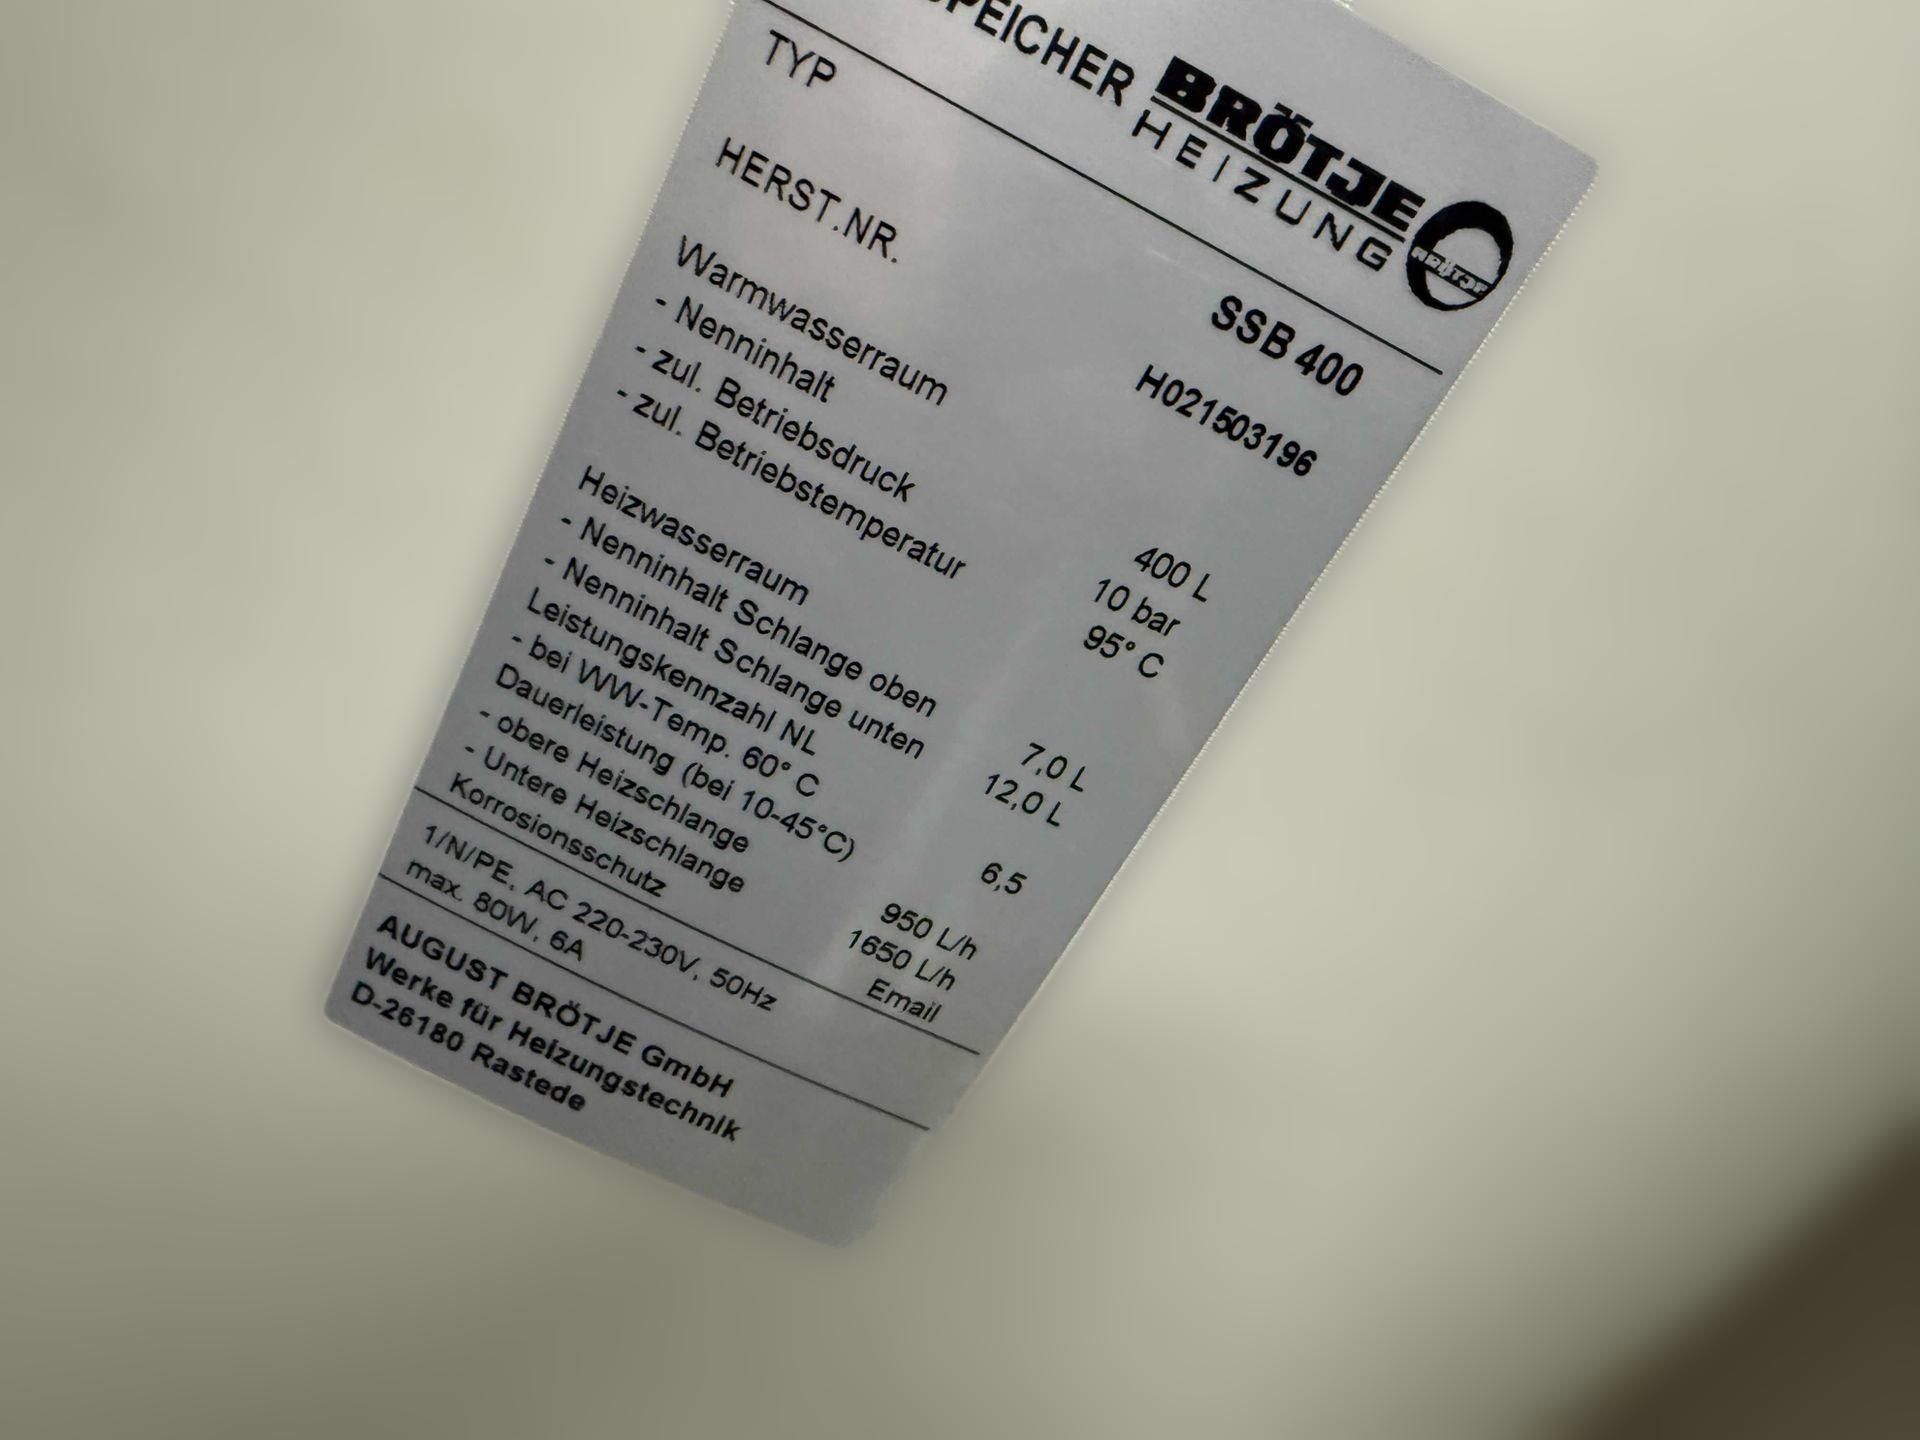 SPEICHER BRÖTJE
HEIZUNG
BRÖTJE
TYP SSB 400
HERST.NR. H021503196
Warmwasserraum
- Nenninhalt 400 L
- zul. Betriebsdruck 10 bar
- zul. Betriebstemperatur 95° C
Heizwasserraum
- Nenninhalt Schlange oben 7,0 L
- Nenninhalt Schlange unten 12,0 L
Leistungskennzahl NL
- bei WW-Temp. 60° C 6,5
Dauerleistung (bei 10-45°C)
- obere Heizschlange 950 L/h
- Untere Heizschlange 1650 L/h
Korrosionsschutz Email
1/N/PE, AC 220-230V, 50Hz
max. 80W, 6A
AUGUST BRÖTJE GmbH
Werke für Heizungstechnik
D-26180 Rastede